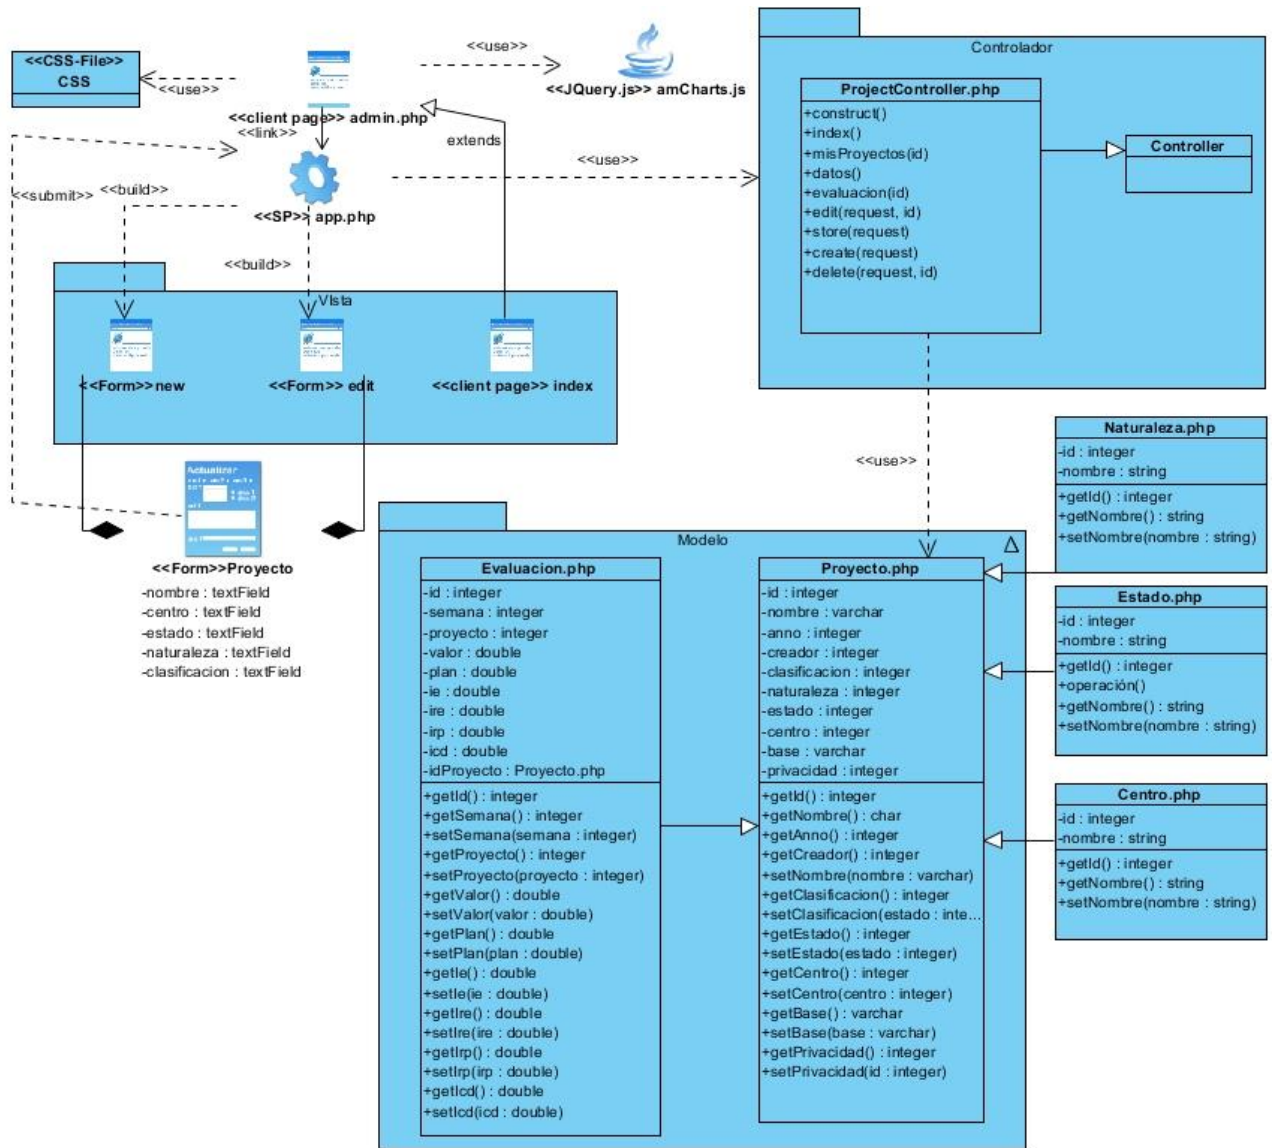 <<CSS-File>>
CSS
<<use>>
<<client page>> admin.php
<<link>>
<<use>>
<<JQuery.js>> amCharts.js
extends
<<submit>>
<<build>>
<<SP>> app.php
<<build>>
<<use>>
Controlador
ProjectController.php
+construct()
+index()
+misProyectos(id)
+datos()
+evaluacion(id)
+edit(request, id)
+store(request)
+create(request)
+delete(request, id)
Controller
VIsta
<<Form>>new
<<Form>> edit
<<client page>> index
<<use>>
Actualizar
<<Form>>Proyecto
-nombre : textField
-centro : textField
-estado : textField
-naturaleza : textField
-clasificacion : textField
Modelo
Δ
Evaluacion.php
-id : integer
-semana : integer
-proyecto : integer
-valor : double
-plan : double
-ie : double
-ire : double
-irp : double
-icd : double
-idProyecto : Proyecto.php
+getId() : integer
+getSemana() : integer
+setSemana(semana : integer)
+getProyecto() : integer
+setProyecto(proyecto : integer)
+getValor() : double
+setValor(valor : double)
+getPlan() : double
+setPlan(plan : double)
+getIe() : double
+setIe(ie : double)
+getIre() : double
+setIre(ire : double)
+getIrp() : double
+setIrp(irp : double)
+getIcd() : double
+setIcd(icd : double)
Proyecto.php
-id : integer
-nombre : varchar
-anno : integer
-creador : integer
-clasificacion : integer
-naturaleza : integer
-estado : integer
-centro : integer
-base : varchar
-privacidad : integer
+getId() : integer
+getNombre() : char
+getAnno() : integer
+getCreador() : integer
+setNombre(nombre : varchar)
+getClasificacion() : integer
+setClasificacion(estado : inte...
+getEstado() : integer
+setEstado(estado : integer)
+getCentro() : integer
+setCentro(centro : integer)
+getBase() : varchar
+setBase(base : varchar)
+getPrivacidad() : integer
+setPrivacidad(id : integer)
Naturaleza.php
-id : integer
-nombre : string
+getId() : integer
+getNombre() : string
+setNombre(nombre : string)
Estado.php
-id : integer
-nombre : string
+getId() : integer
+operación()
+getNombre() : string
+setNombre(nombre : string)
Centro.php
-id : integer
-nombre : string
+getId() : integer
+getNombre() : string
+setNombre(nombre : string)